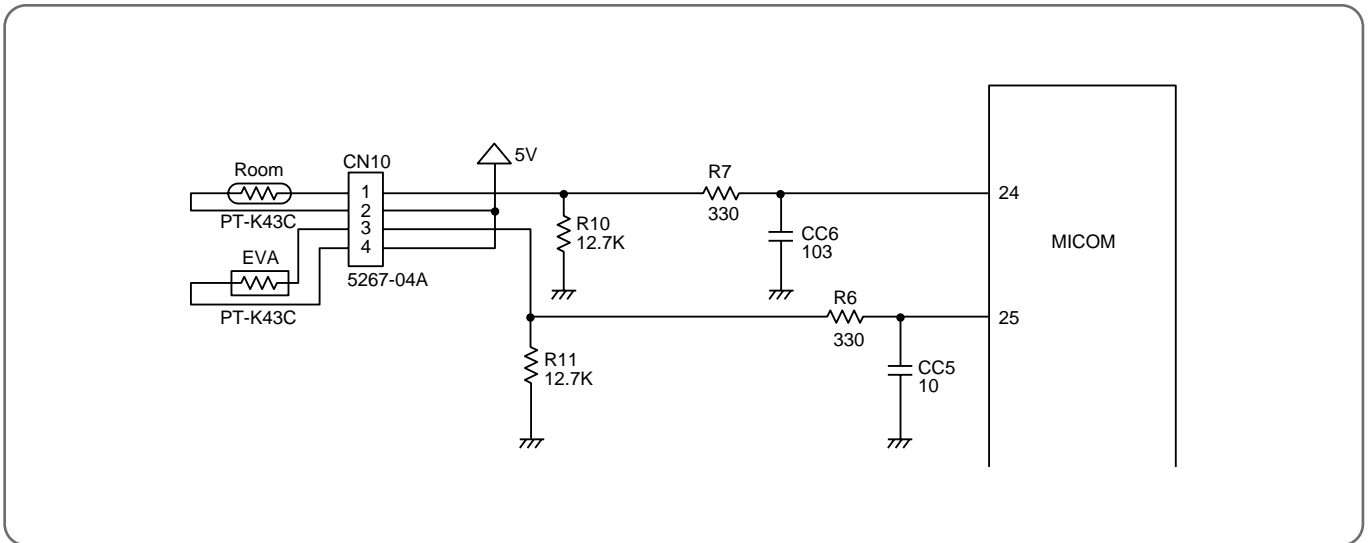 Room
PT-K43C
EVA
PT-K43C
CN10
1
2
3
4
5267-04A
5V
R10
12.7K
R11
12.7K
R7
330
CC6
103
R6
330
CC5
10
24
25
MICOM